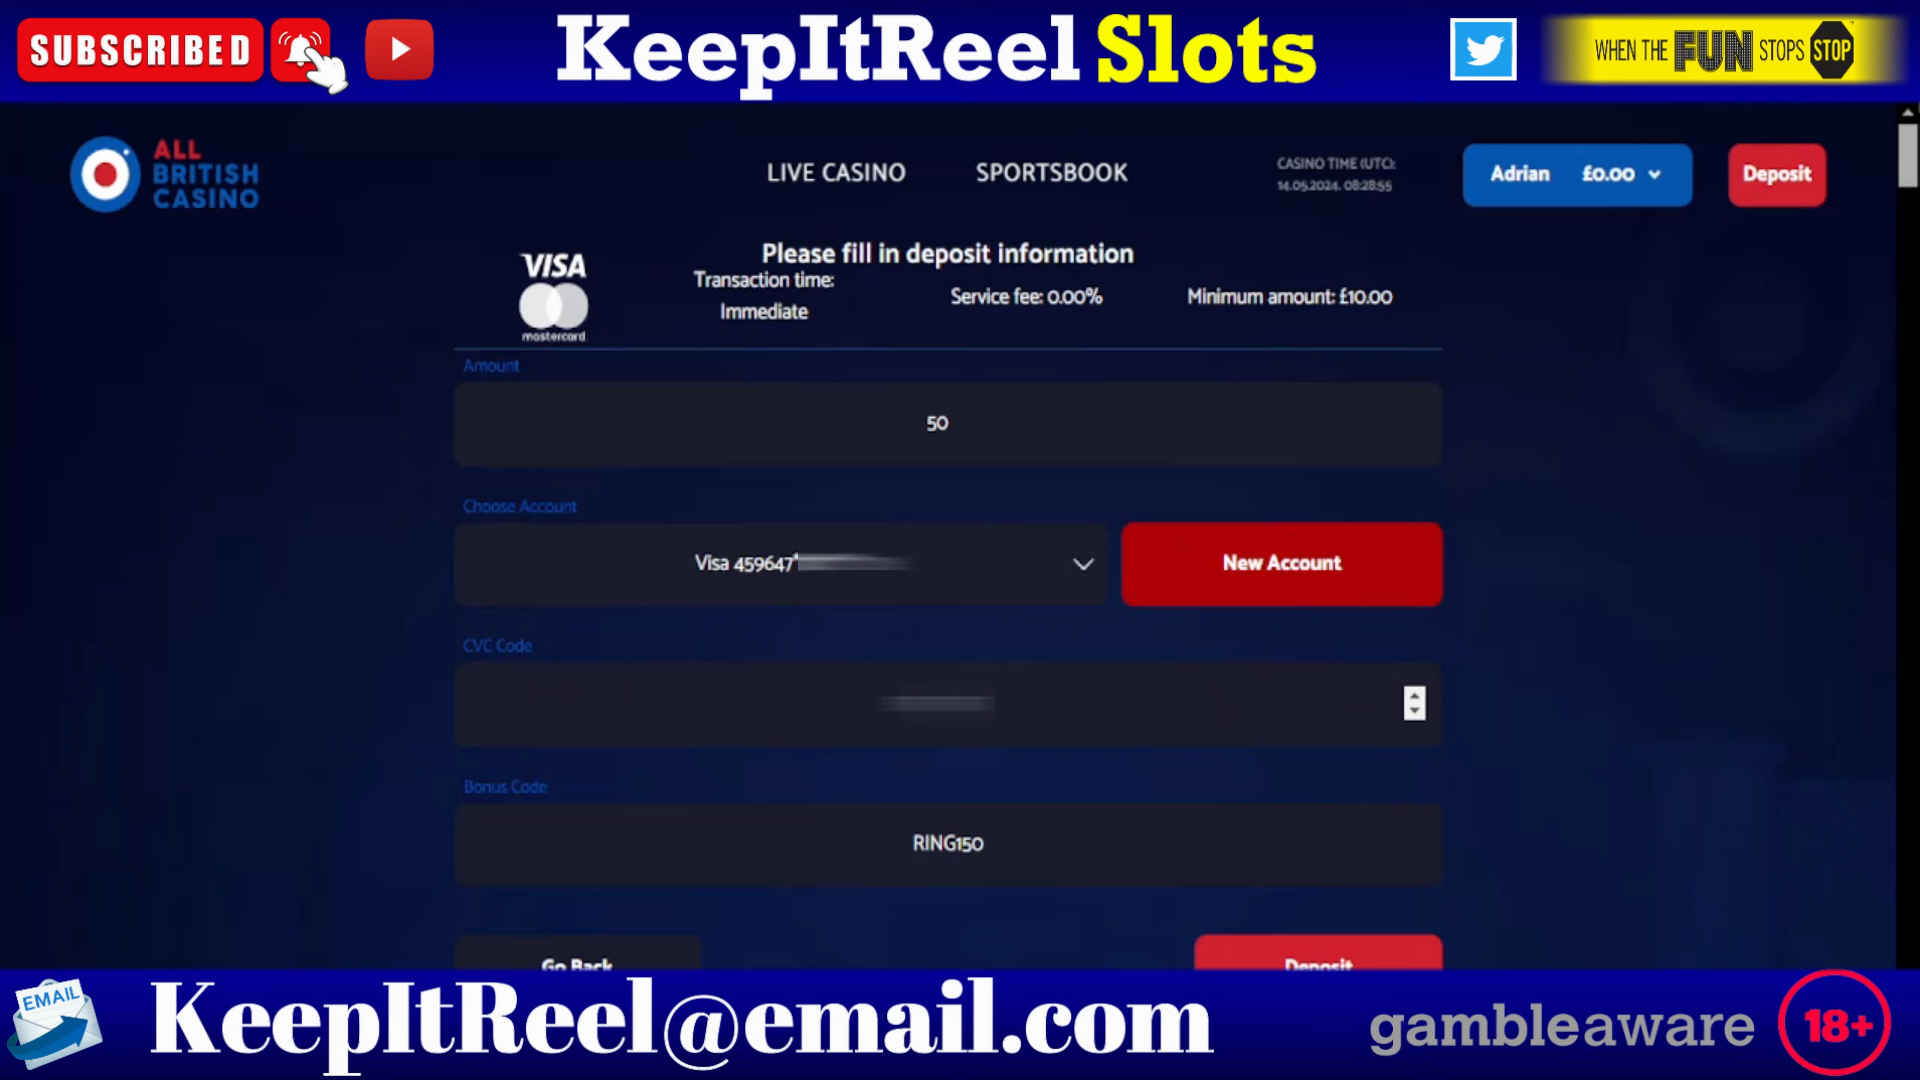 SUBSCRIBED
KeepItReel Slots
WHEN THE FUN STOPS STOP
ALL
BRITISH
CASINO
LIVE CASINO
SPORTSBOOK
CASINO TIME (UTC):
14.05.2024. 08:28:55
Adrian £0.00
Deposit
Please fill in deposit information
VISA
mastercard
Transaction time:
Immediate
Service fee: 0.00%
Minimum amount: £10.00
Amount
50
Choose Account
Visa 459647*
New Account
CVC Code
Bonus Code
RING150
Go Back
Deposit
EMAIL
KeepItReel@email.com
gambleaware
18+